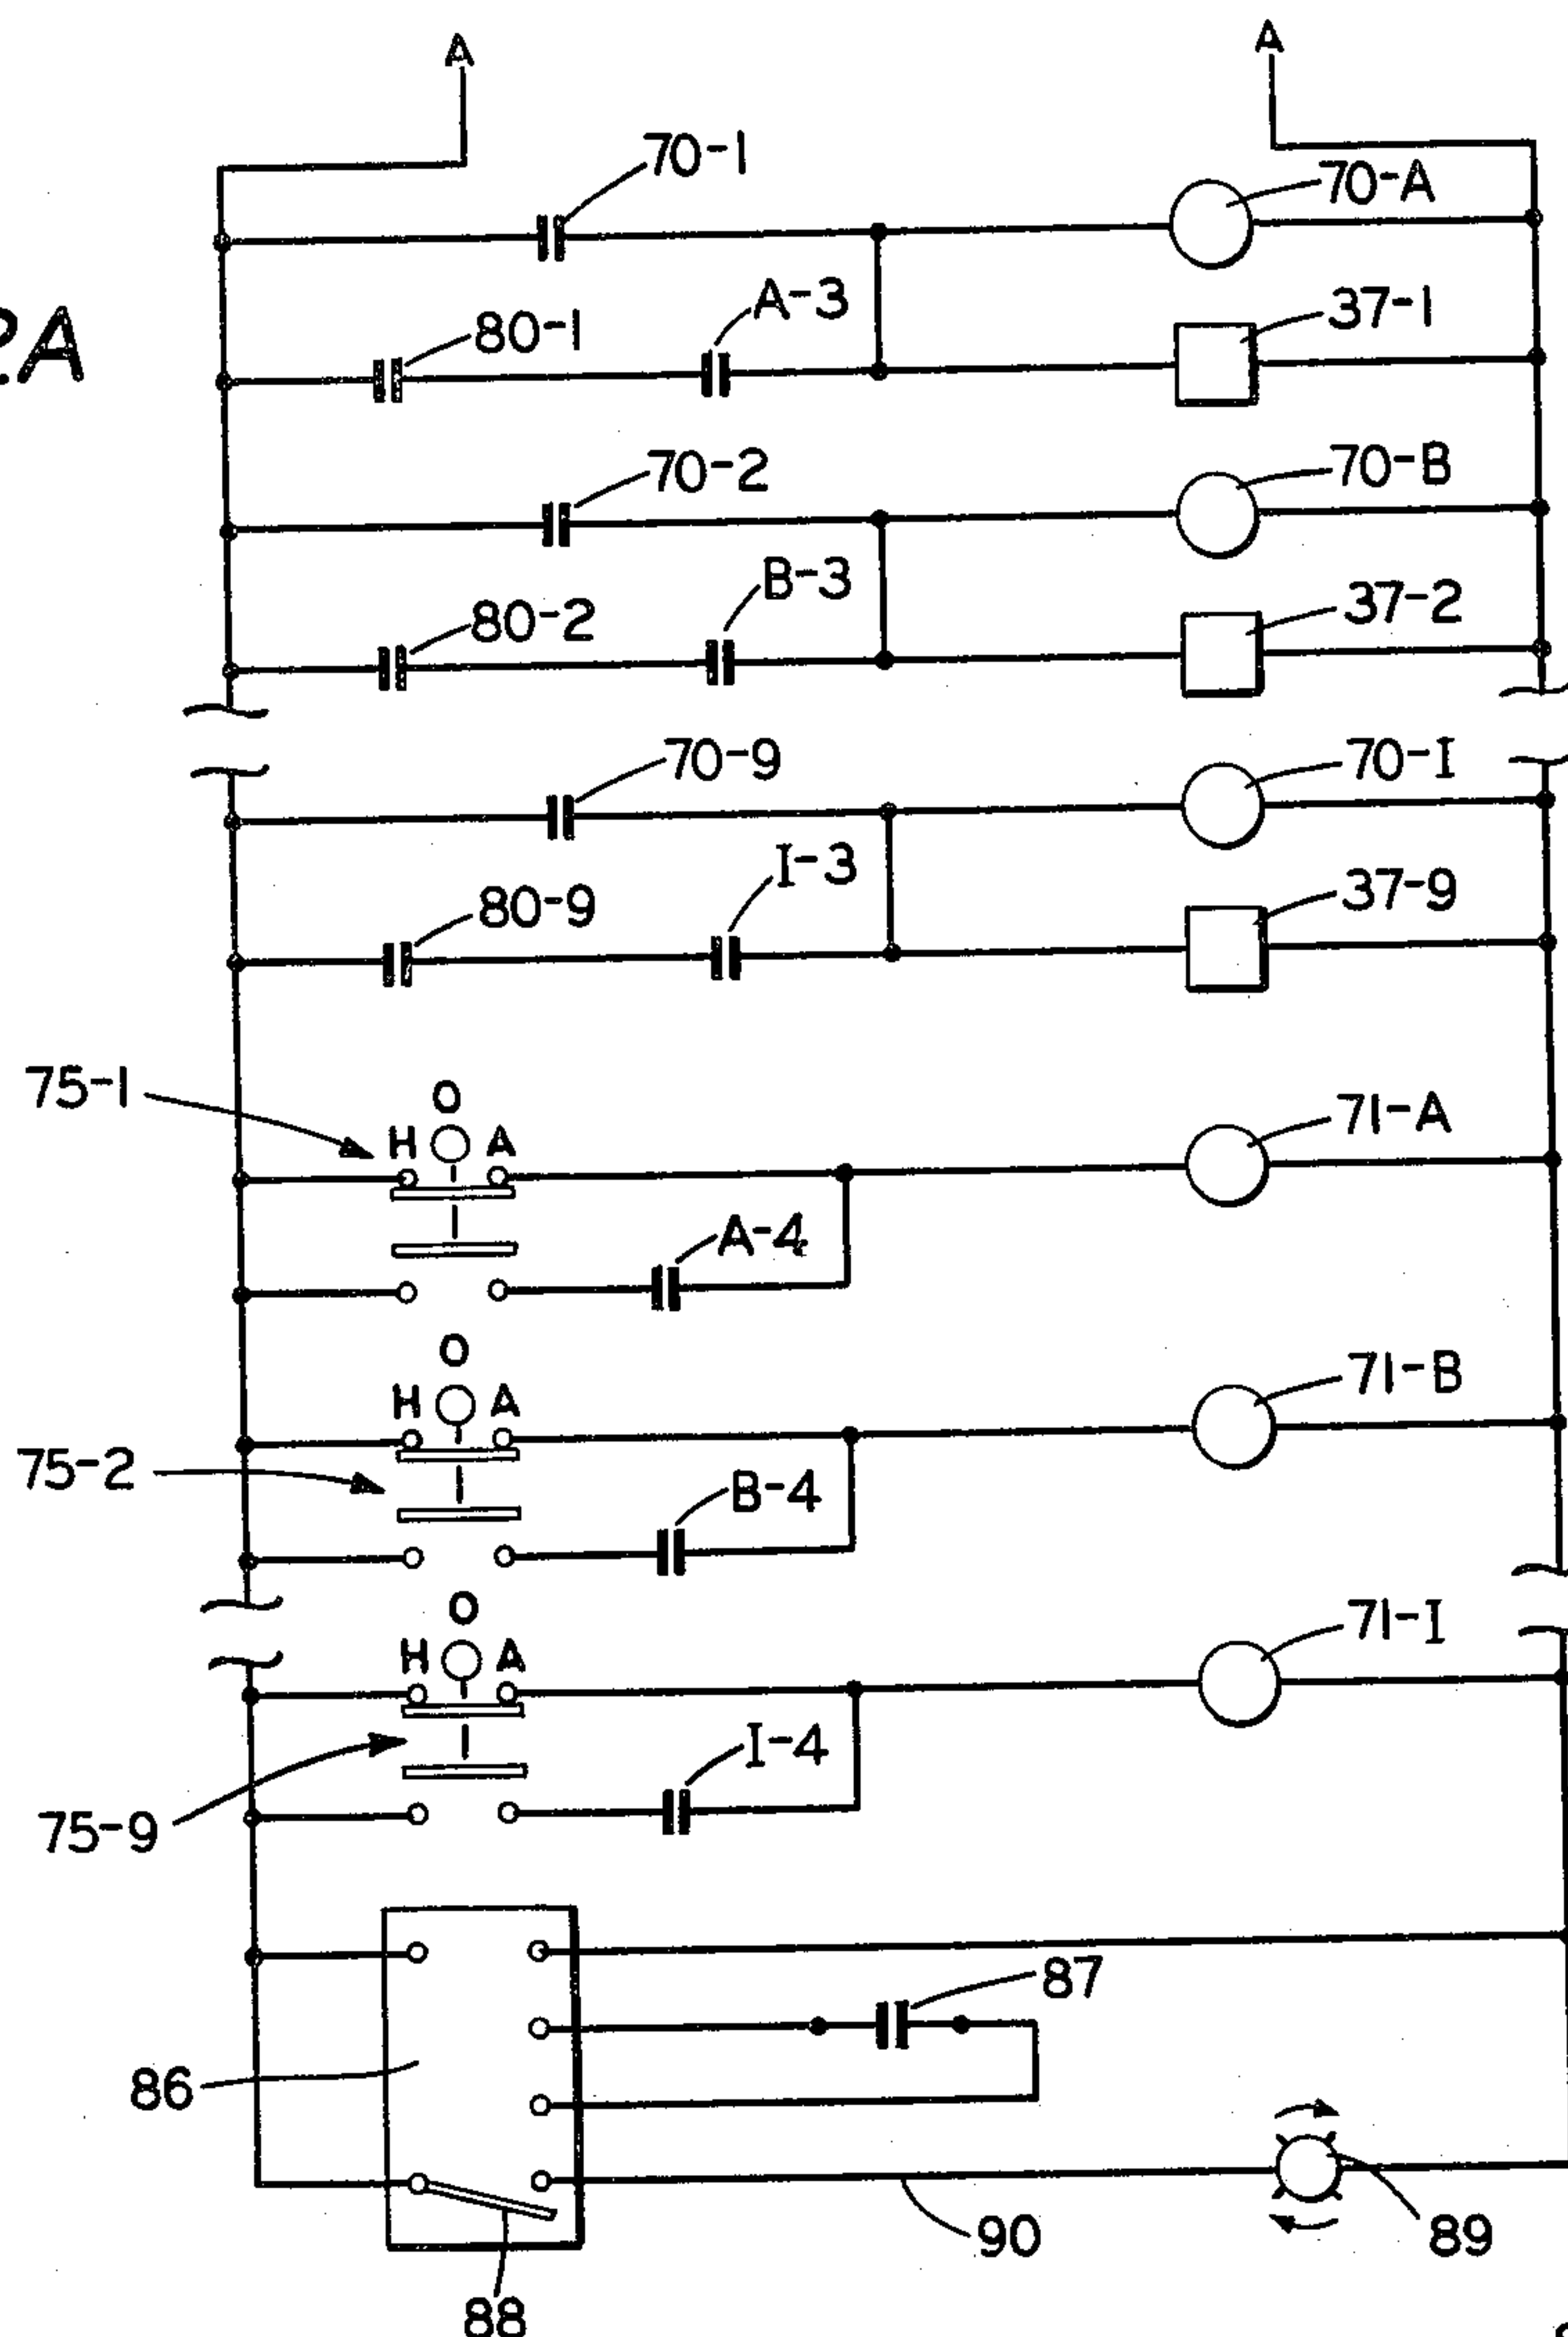 A A
70-1
70-A
2A
80-1
A-3
37-1
70-2
70-B
80-2
B-3
37-2
70-9
70-I
80-9
I-3
37-9
75-1
O
H A
71-A
A-4
O
H A
71-B
75-2
B-4
O
H A
71-I
I-4
75-9
87
86
90
89
88